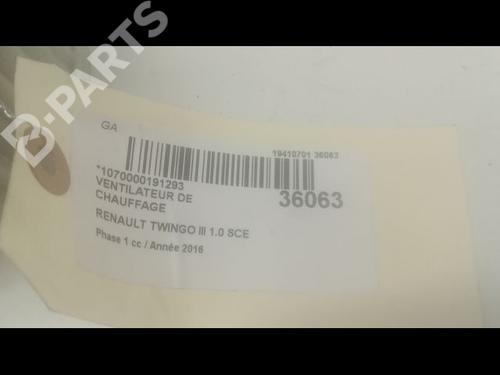 B-PARTS
GA
19410701 36063
*1070000191293
VENTILATEUR DE
CHAUFFAGE
36063
RENAULT TWINGO III 1.0 SCE
Phase 1 cc / Année 2016